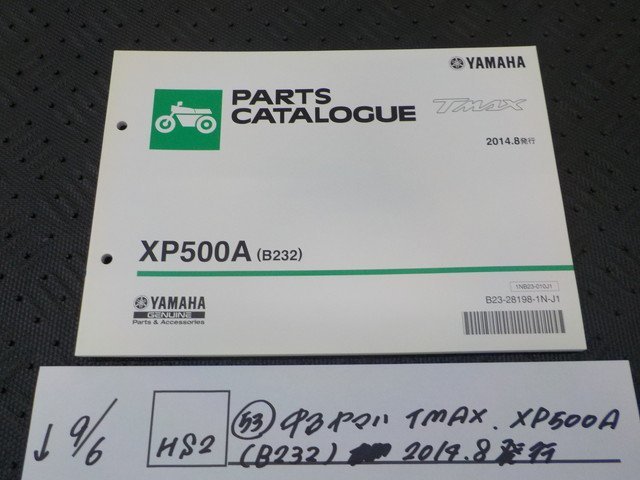 YAMAHA
PARTS
CATALOGUE
TMAX
2014.8発行
XP500A (B232)
1NB23-010J1
YAMAHA
GENUINE
Parts & Accessories
B23-28198-1N-J1
↓ 9/6
HS2
53 中古 ヤマハ TMAX. XP500A
(B232) 2014.8発行